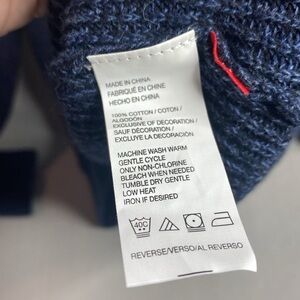 MADE IN CHINA
FABRIQUÉ EN CHINE
HECHO EN CHINA
100% COTTON / COTON /
ALGODÓN
EXCLUSIVE OF DECORATION /
SAUF DÉCORATION /
EXCLUYE LA DECORACIÓN
MACHINE WASH WARM
GENTLE CYCLE
ONLY NON-CHLORINE
BLEACH WHEN NEEDED
TUMBLE DRY GENTLE
LOW HEAT
IRON IF DESIRED
40C
REVERSE/VERSO/AL REVERSO